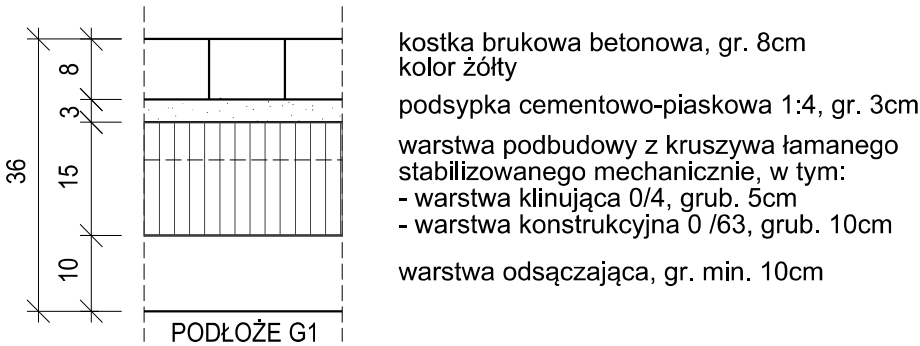 kostka brukowa betonowa, gr. 8cm
kolor żółty
podsypka cementowo-piaskowa 1:4, gr. 3cm
warstwa podbudowy z kruszywa łamanego
stabilizowanego mechanicznie, w tym:
- warstwa klinująca 0/4, grub. 5cm
- warstwa konstrukcyjna 0 /63, grub. 10cm
warstwa odsączająca, gr. min. 10cm
36
8
3
15
10
PODŁOŻE G1